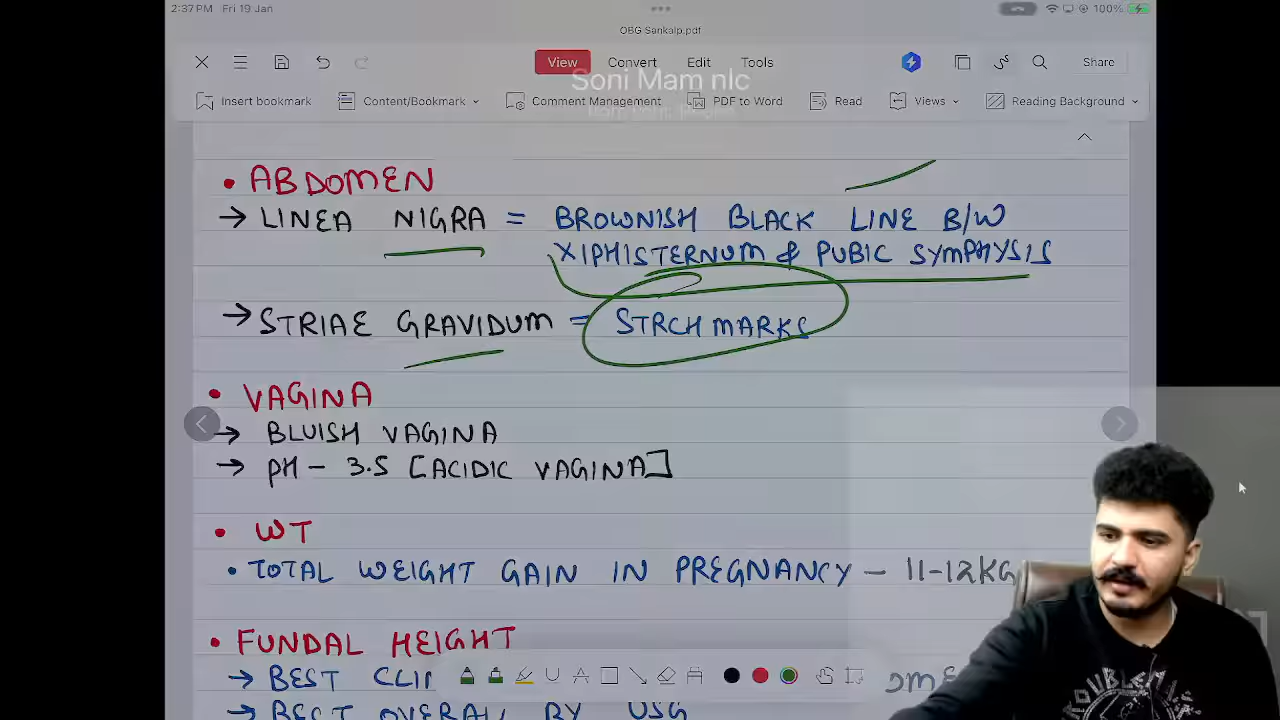 2:37 PM Fri 19 Jan
100%
OBG Sankalp.pdf
View Convert Edit Tools
Share
Soni Mam nlc
Insert bookmark Content/Bookmark Comment Management PDF to Word Read Views Reading Background
• ABDOMEN
→ LINEA NIGRA = BROWNISH BLACK LINE B/W
XIPHISTERNUM & PUBIC SYMPHYSIS
→ STRIAE GRAVIDUM = STRCH MARKS
• VAGINA
→ BLUISH VAGINA
→ pH – 3.5 [ACIDIC VAGINA]
• WT
• TOTAL WEIGHT GAIN IN PREGNANCY – 11-12KG
• FUNDAL HEIGHT
→ BEST
→ BEST OVERALL BY USG